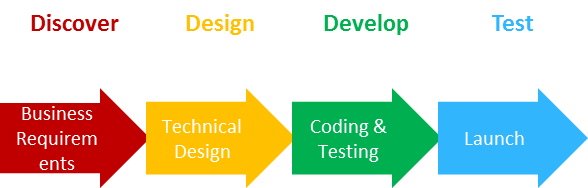 Discover
Design
Develop
Test
Business
Requirem
ents
Technical
Design
Coding &
Testing
Launch